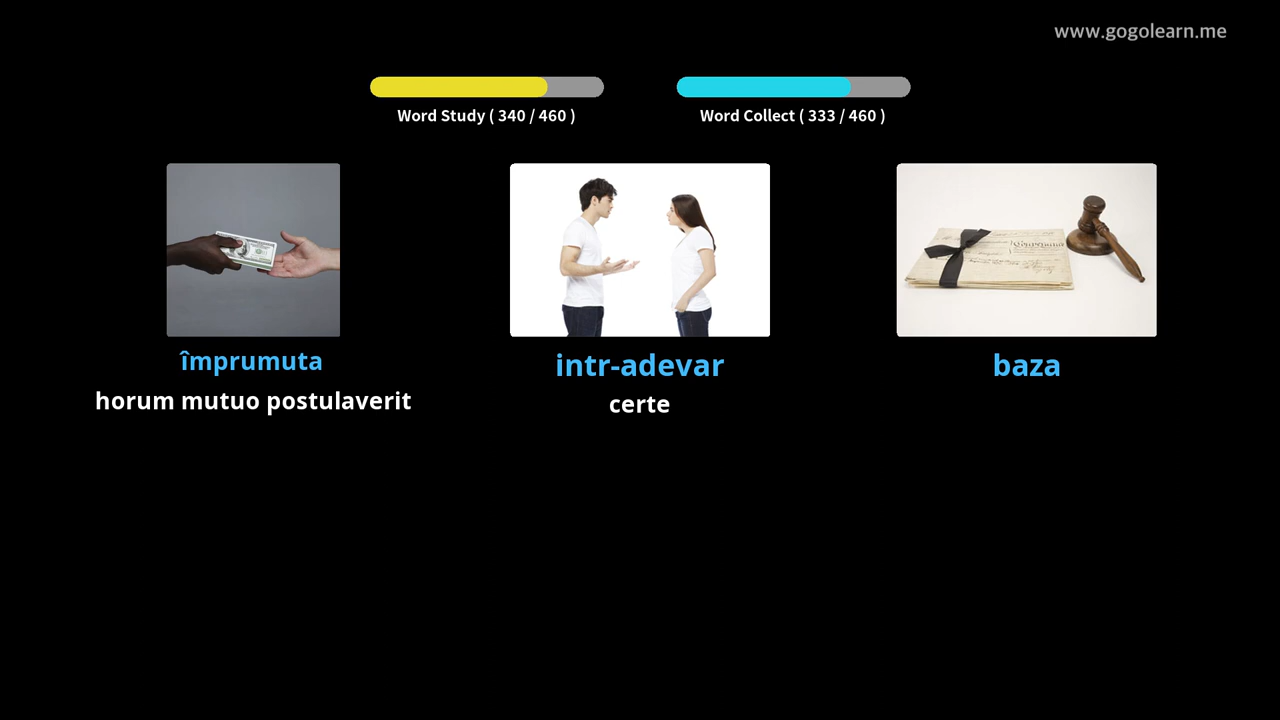 www.gogolearn.me
Word Study ( 340 / 460 )
Word Collect ( 333 / 460 )
împrumuta
horum mutuo postulaverit
intr-adevar
certe
baza